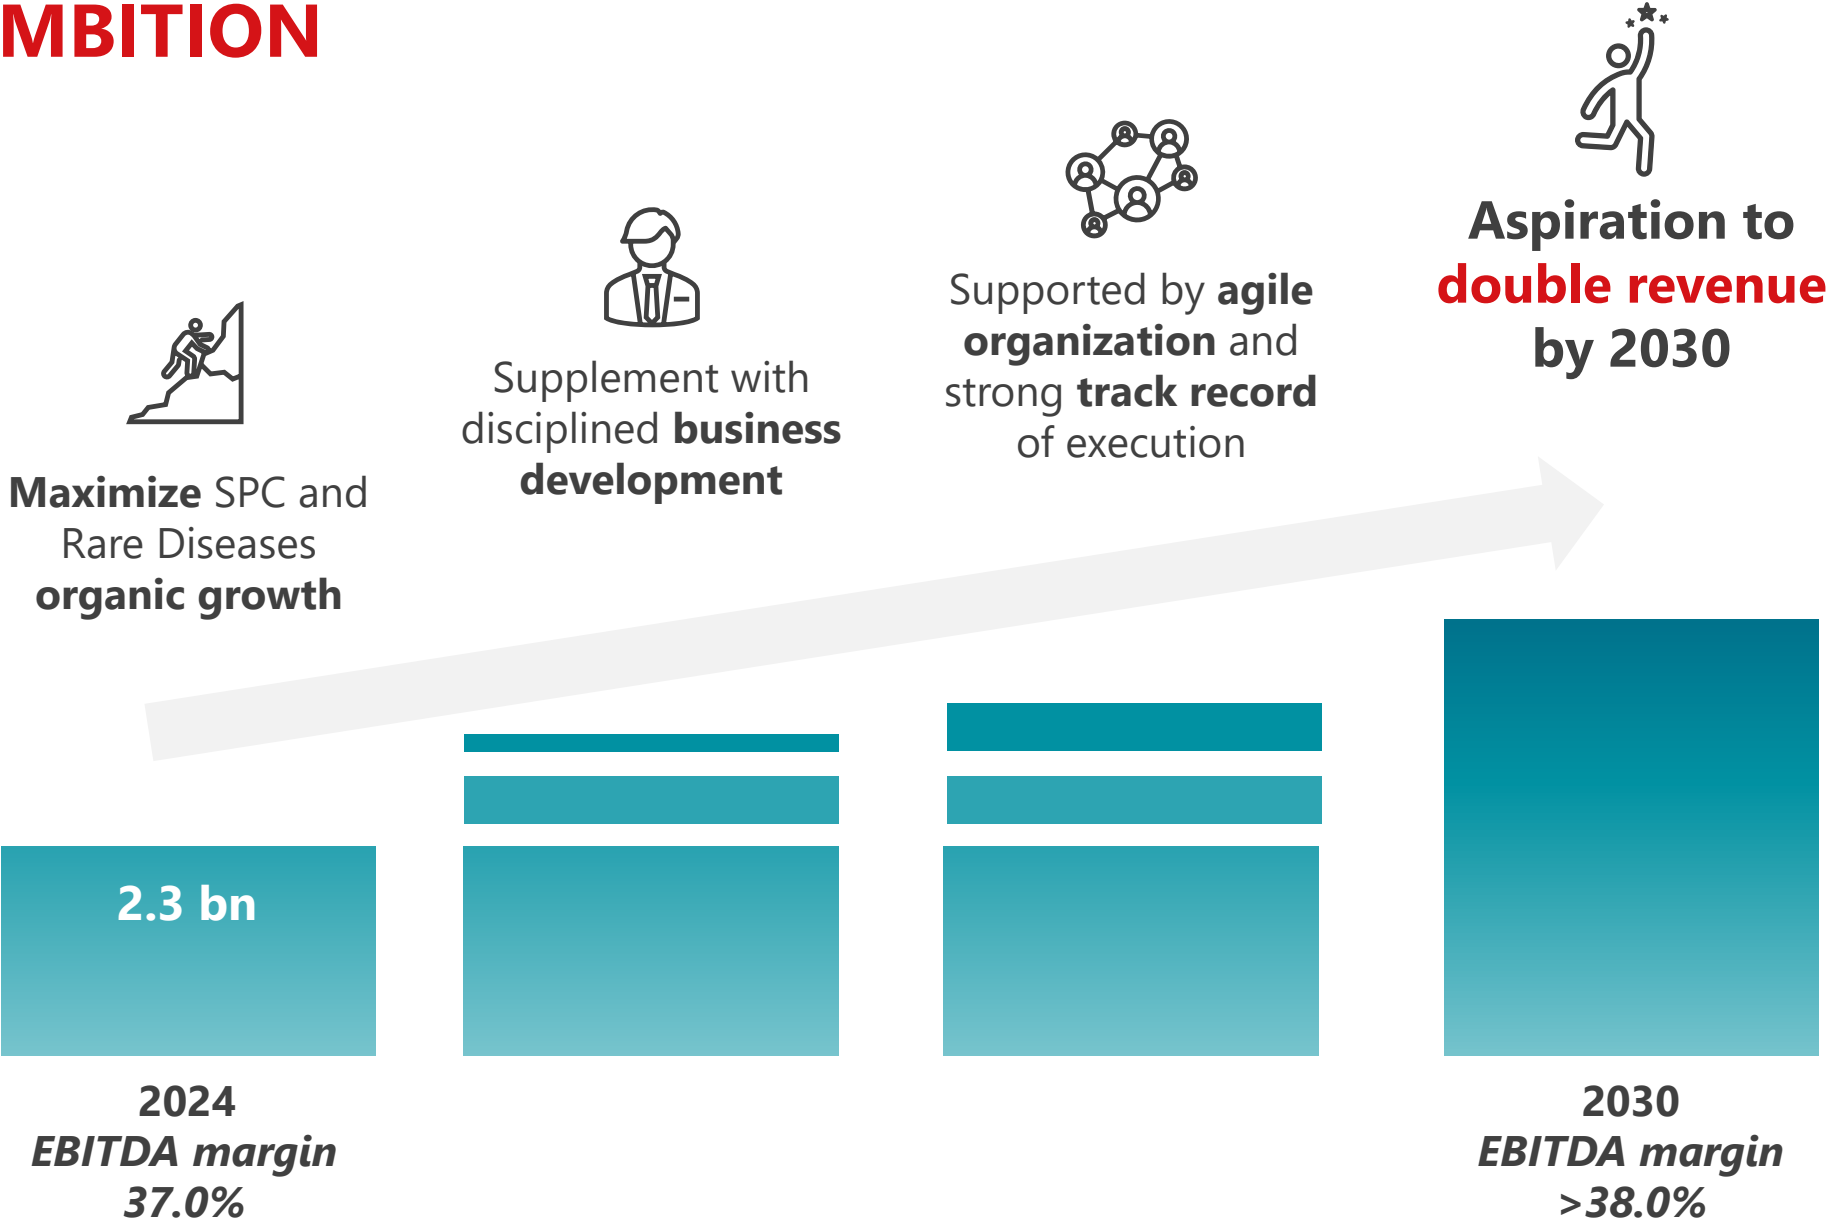 MBITION
Maximize SPC and
Rare Diseases
organic growth
Supplement with
disciplined business
development
Supported by agile
organization and
strong track record
of execution
Aspiration to
double revenue
by 2030
2.3 bn
2024
EBITDA margin
37.0%
2030
EBITDA margin
>38.0%